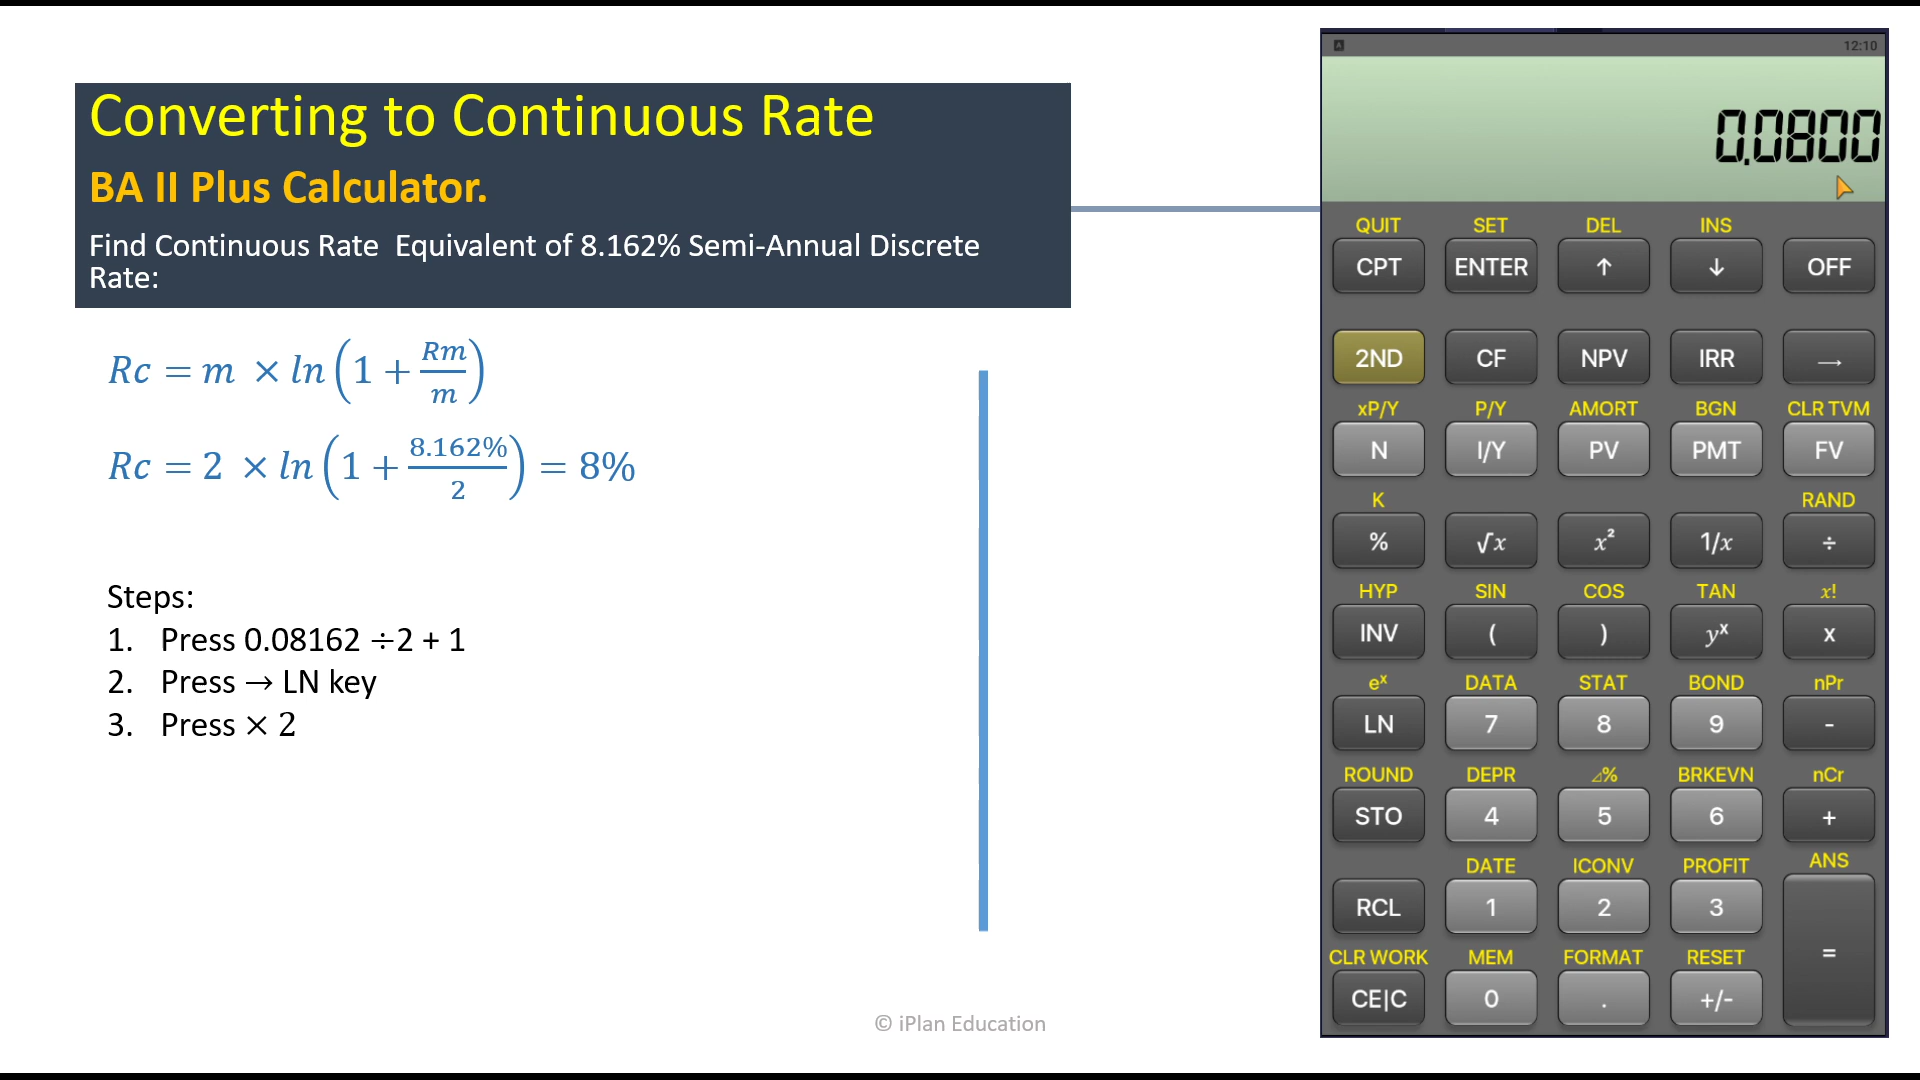 Converting to Continuous Rate
BA II Plus Calculator.
Find Continuous Rate  Equivalent of 8.162% Semi-Annual Discrete
Rate:
Rc = m × ln(1 + Rm/m)
Rc = 2 × ln(1 + 8.162%/2) = 8%
Steps:
1. Press 0.08162 ÷2 + 1
2. Press → LN key
3. Press × 2
© iPlan Education
A 12:10
0.0800
QUIT SET DEL INS
CPT ENTER ↑ ↓ OFF
2ND CF NPV IRR →
xP/Y P/Y AMORT BGN CLR TVM
N I/Y PV PMT FV
K RAND
% √x x² 1/x ÷
HYP SIN COS TAN x!
INV ( ) yˣ x
eˣ DATA STAT BOND nPr
LN 7 8 9 -
ROUND DEPR ⊿% BRKEVN nCr
STO 4 5 6 +
DATE ICONV PROFIT ANS
RCL 1 2 3 =
CLR WORK MEM FORMAT RESET
CE|C 0 . +/-